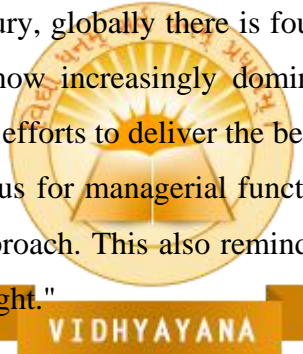 ury, globally there is fou
now increasingly domin
efforts to deliver the be
us for managerial funct
proach. This also remind
ght."
VIDHYAYANA